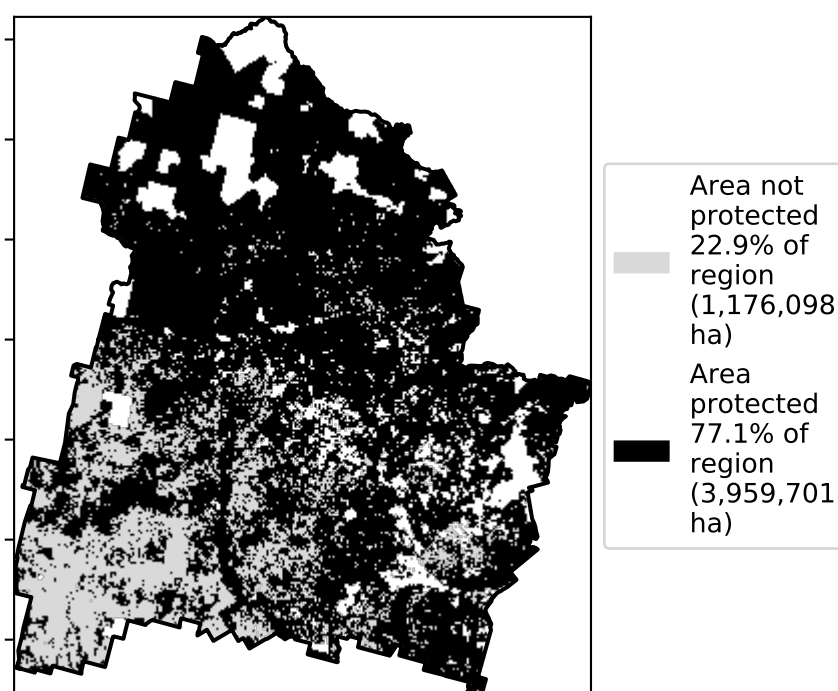 Area not
protected
22.9% of
region
(1,176,098
ha)
Area
protected
77.1% of
region
(3,959,701
ha)